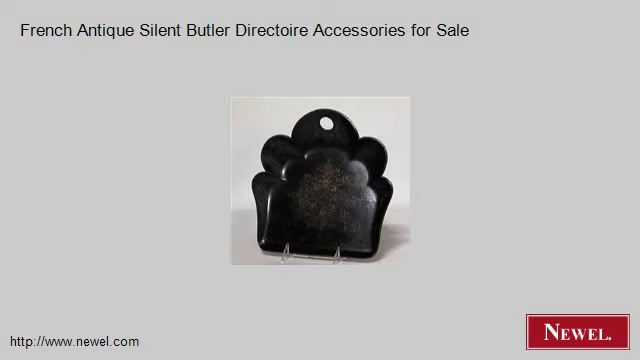 French Antique Silent Butler Directoire Accessories for Sale
NEWEL.
http://www.newel.com